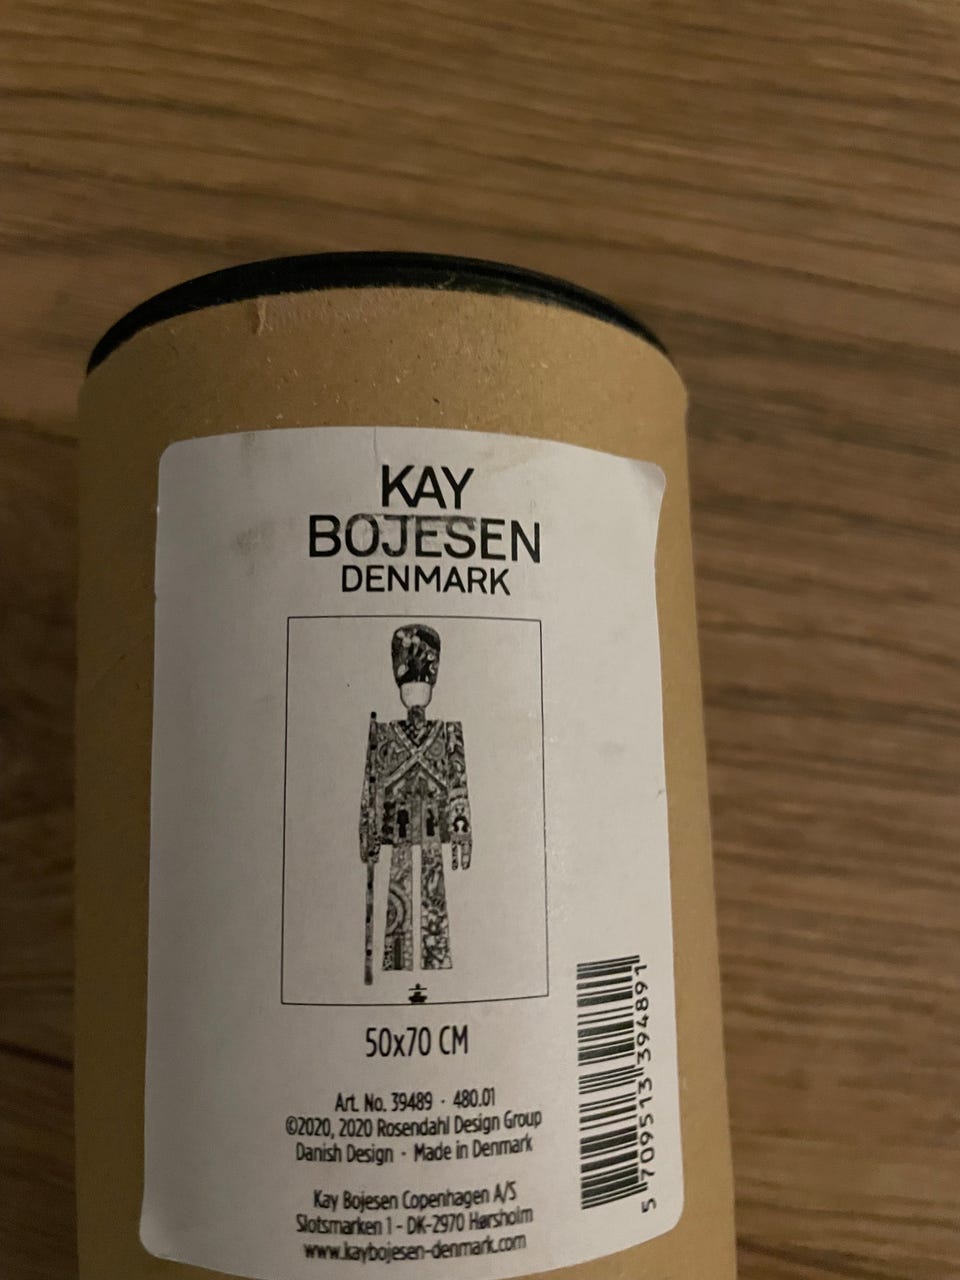 KAY
BOJESEN
DENMARK
50x70 CM
Art. No. 39489 · 480.01
©2020, 2020 Rosendahl Design Group
Danish Design · Made in Denmark
Kay Bojesen Copenhagen A/S
Slotsmarken 1 - DK-2970 Hørsholm
www.kaybojesen-denmark.com
5 709513 394891